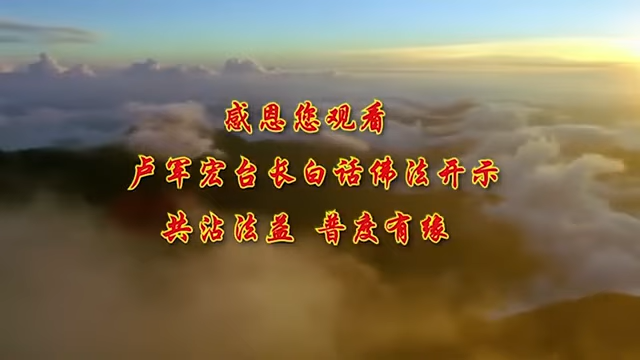 感恩您观看
卢军宏台长白话佛法开示
共沾法益 普度有缘